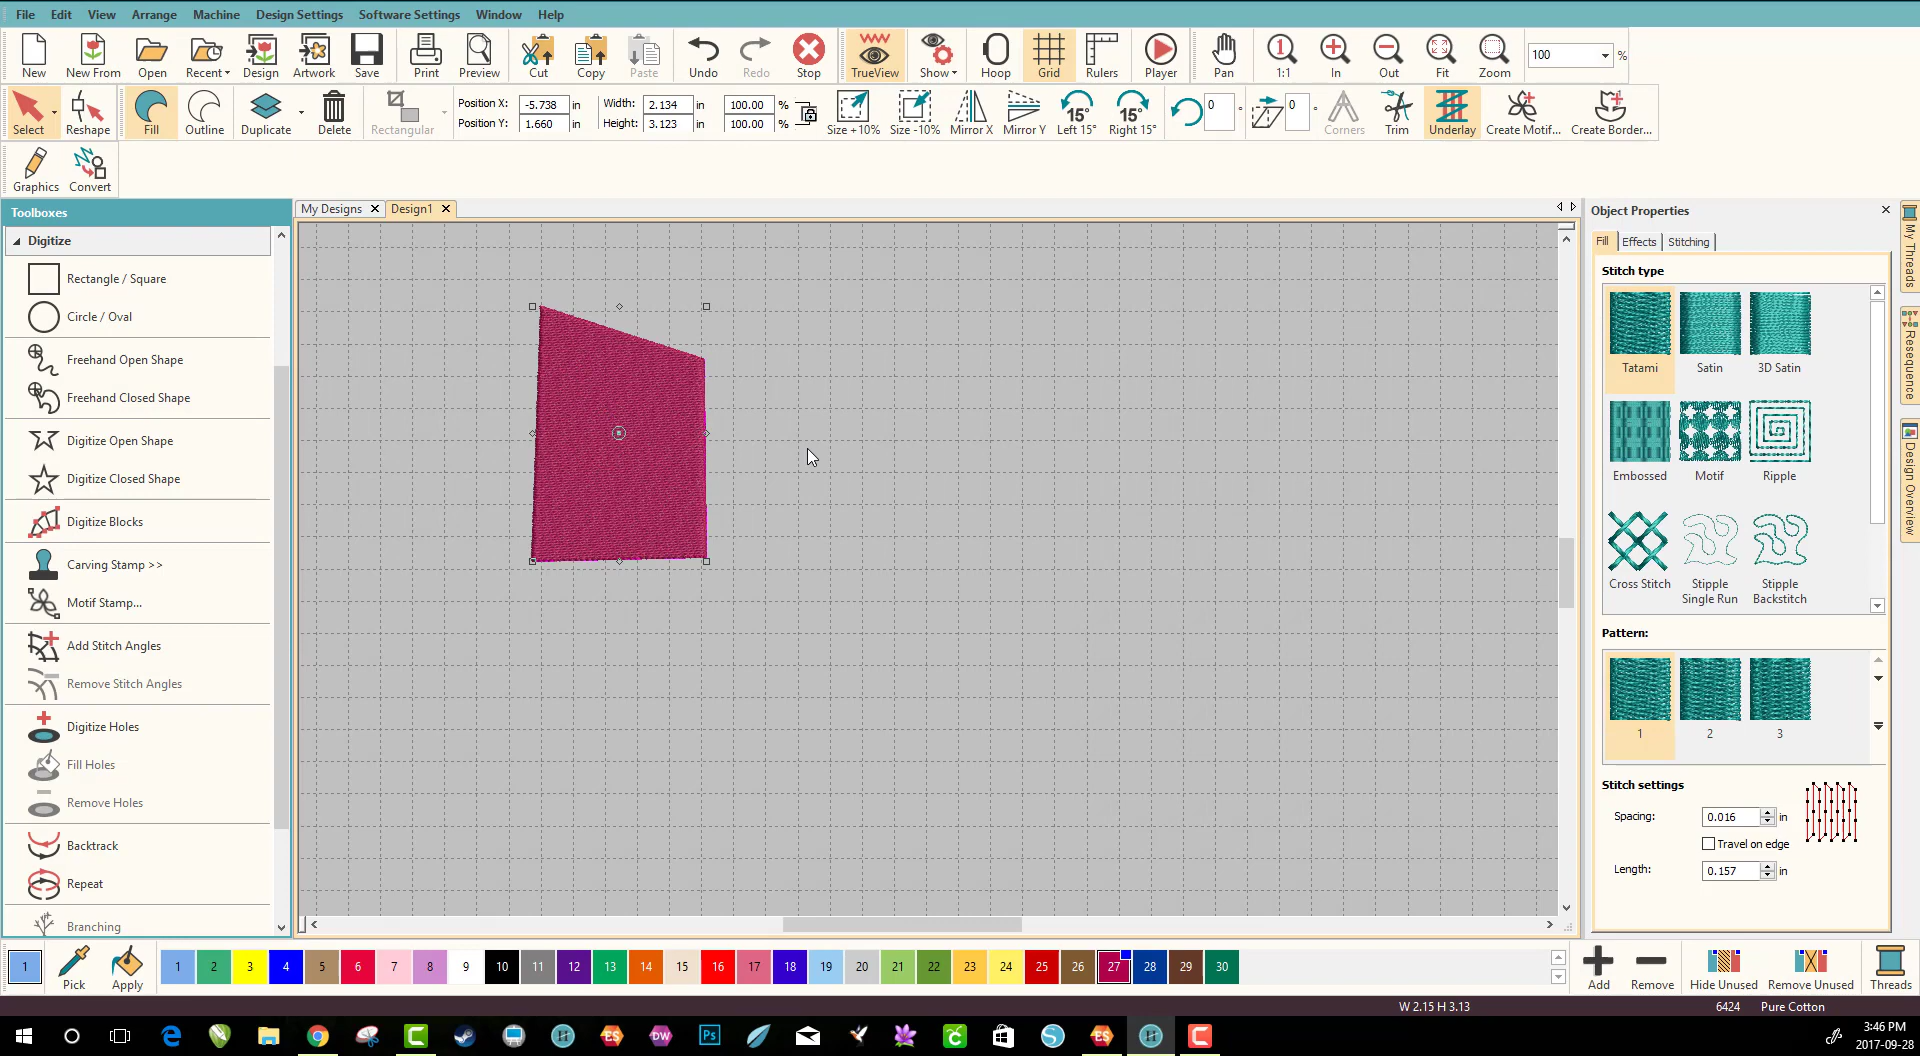 File Edit View Arrange Machine Design Settings Software Settings Window Help
New New From Open Recent Design Artwork Save Print Preview Cut Copy Paste Undo Redo Stop TrueView Show Hoop Grid Rulers Player Pan 1:1 In Out Fit Zoom 100 %
Select Reshape Fill Outline Duplicate Delete Rectangular Position X: -5.738 in Width: 2.134 in 100.00 % Size +10% Size -10% Mirror X Mirror Y 15° Left 15° 15° Right 15° 0 ° 0 ° Corners Trim Underlay Create Motif... Create Border...
Position Y: 1.660 in Height: 3.123 in 100.00 %
Graphics Convert
Toolboxes
Digitize
Rectangle / Square
Circle / Oval
Freehand Open Shape
Freehand Closed Shape
Digitize Open Shape
Digitize Closed Shape
Digitize Blocks
Carving Stamp >>
Motif Stamp...
Add Stitch Angles
Remove Stitch Angles
Digitize Holes
Fill Holes
Remove Holes
Backtrack
Repeat
Branching
My Designs Design1
Object Properties
Fill Effects Stitching
Stitch type
Tatami Satin 3D Satin
Embossed Motif Ripple
Cross Stitch Stipple Single Run Stipple Backstitch
Pattern:
1 2 3
Stitch settings
Spacing: 0.016 in
Travel on edge
Length: 0.157 in
My Threads
Resequence
Design Overview
1 Pick Apply 1 2 3 4 5 6 7 8 9 10 11 12 13 14 15 16 17 18 19 20 21 22 23 24 25 26 27 28 29 30 Add Remove Hide Unused Remove Unused Threads
W 2.15 H 3.13 6424 Pure Cotton
ES DW Ps ES
3:46 PM
2017-09-28